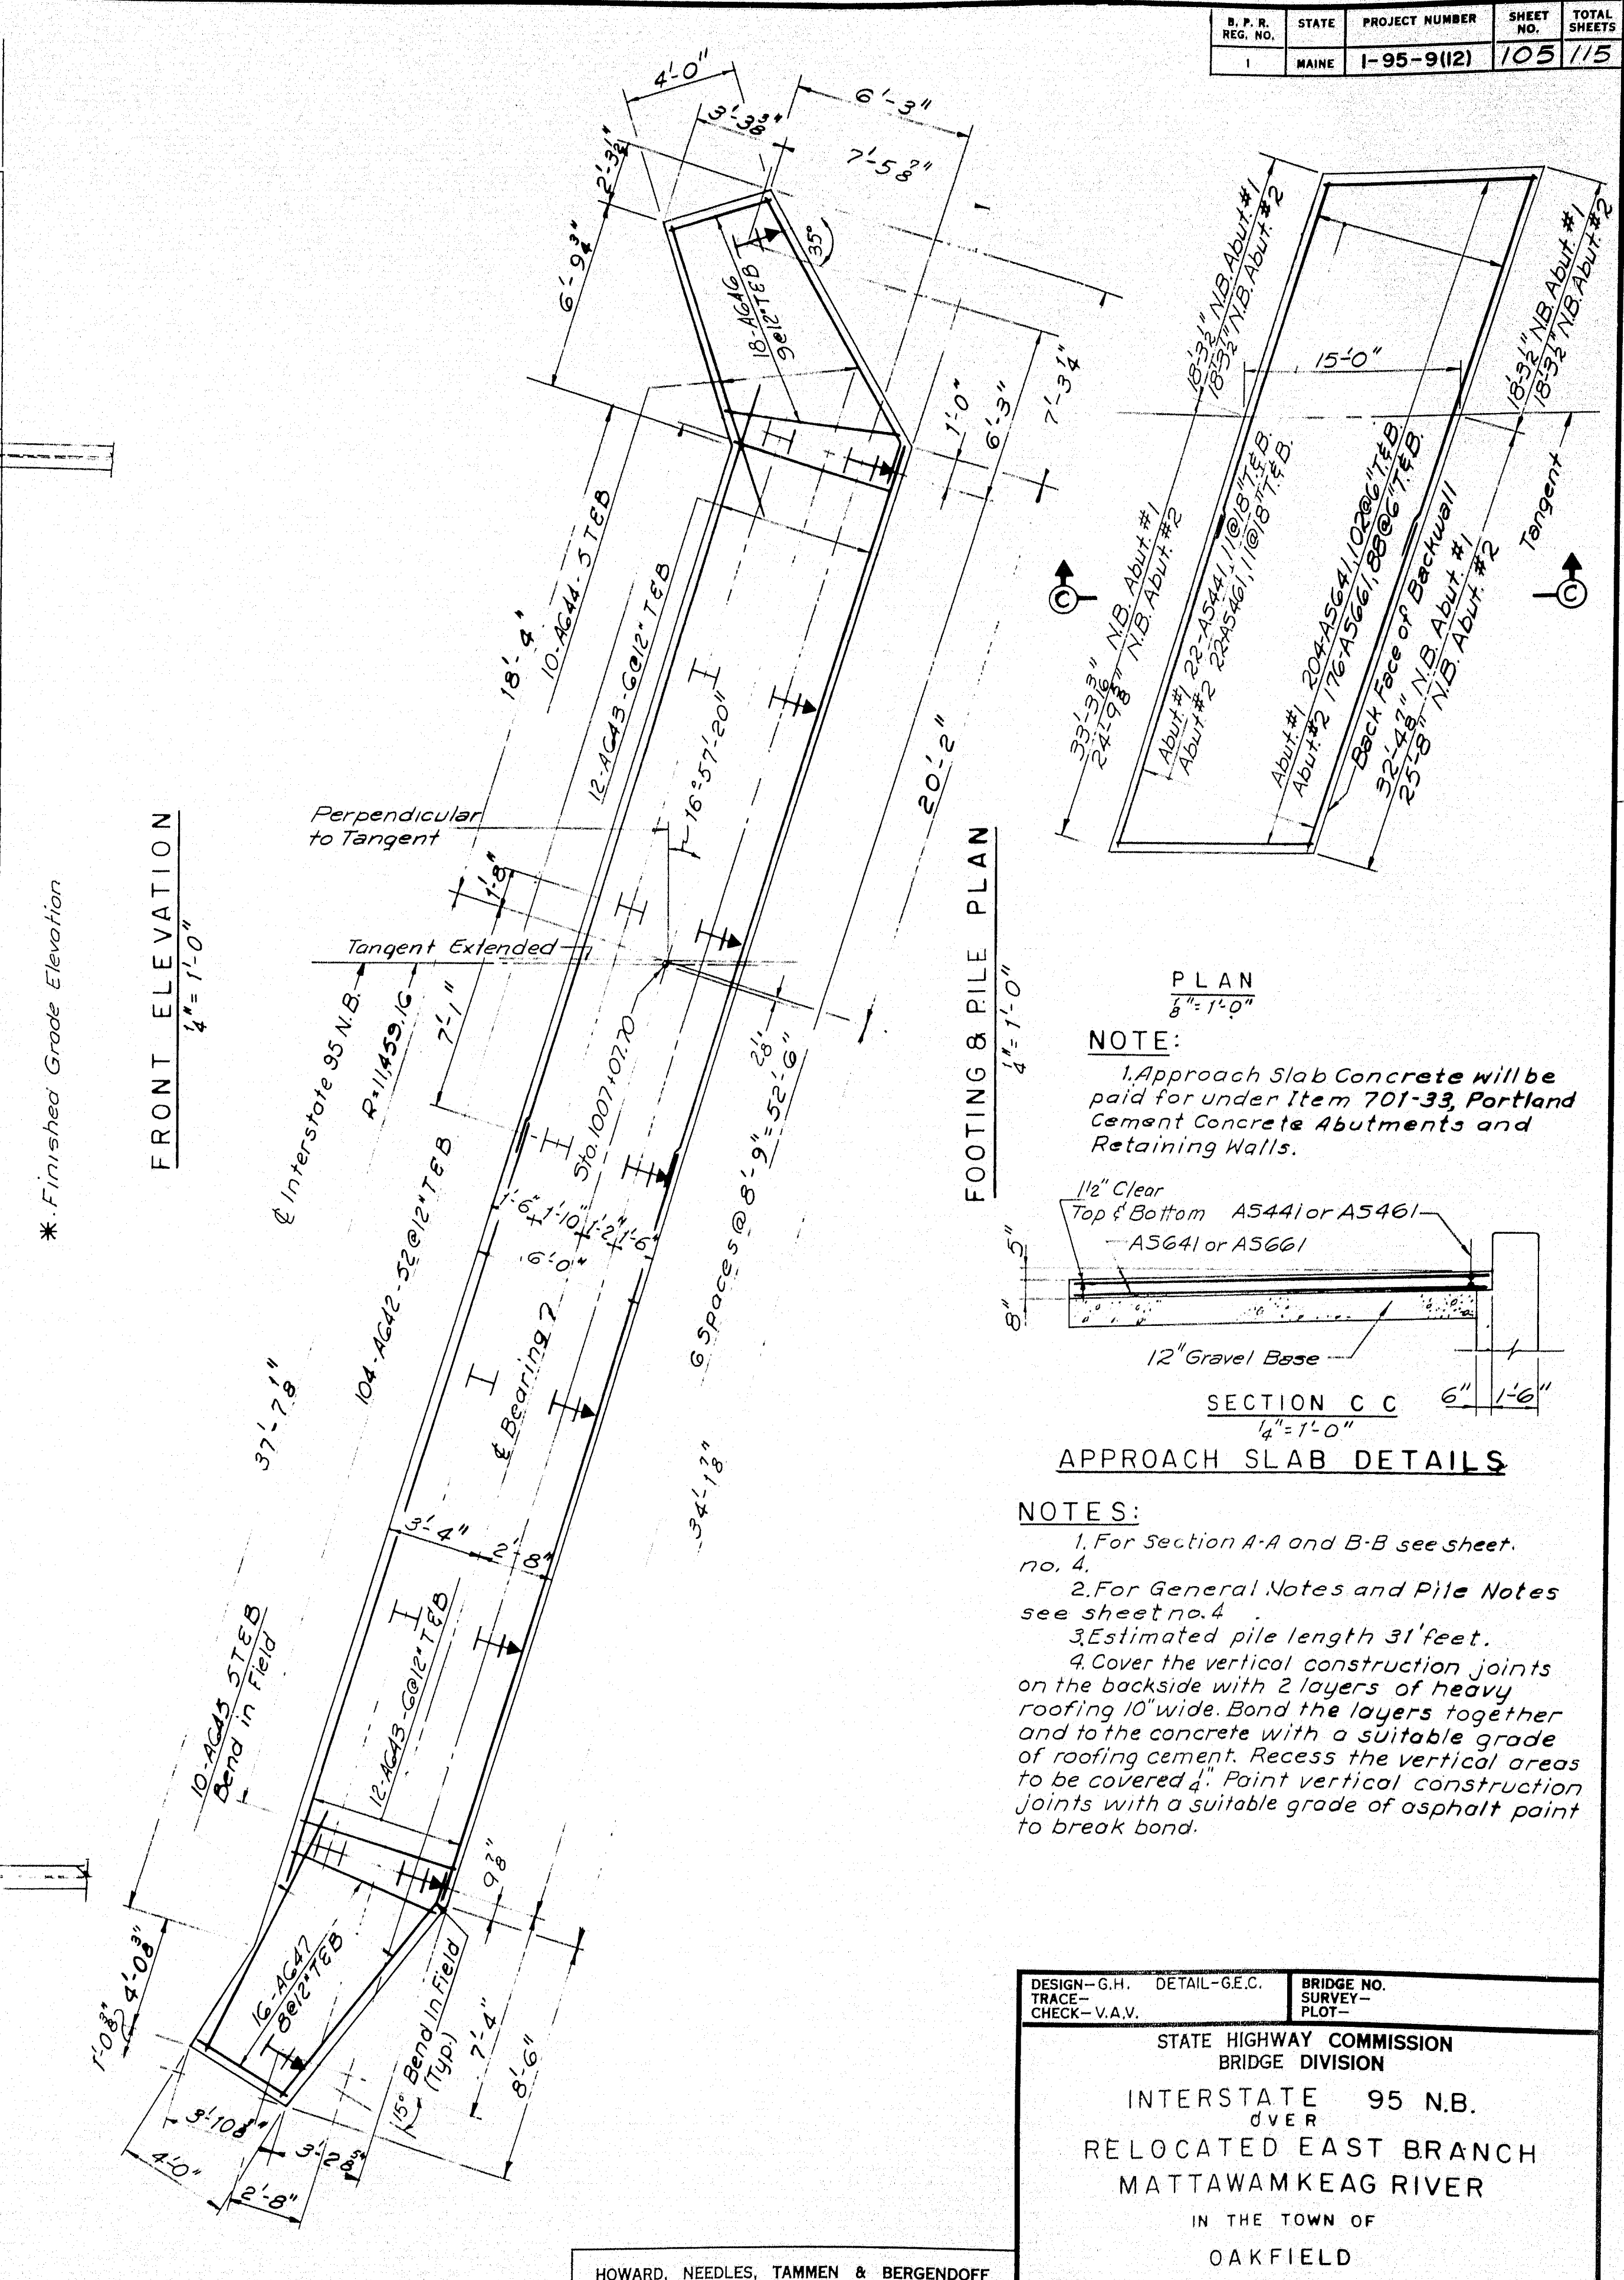 B. P. R. REG. NO.
STATE
PROJECT NUMBER
SHEET NO.
TOTAL SHEETS
1
MAINE
I-95-9(12)
105
115
4'-0"
3'-3 3/8"
6'-3"
7'-5 7/8"
2'-3 1/2"
6'-9 3/4"
35°
18-AG46
9@12" T&B
1'-0"
6'-3"
7'-3 1/4"
18'-4"
10-AG44-5 T&B
12-AG43-6@12" T&B
16°-57'-20"
20'-2"
Perpendicular
to Tangent
1'-8"
Tangent Extended
7'-1"
℄ Interstate 95 N.B.
R=11,459.16
Sta. 1007+07.70
2 1/8"
6 Spaces @ 8'-9"=52'-6"
104-AG42-52@12" T&B
1'-6" 1'-10" 1'-2" 1'-6"
6'-0"
℄ Bearing
37'-7 1/8"
34'-1 7/8"
3'-4"
2'-8"
10-AG45 5 T&B
Bend in Field
12-AG43-6@12" T&B
9 7/8"
4'-0 3/8"
1'-0 3/8"
16-AG47
8@12" T&B
Bend In Field
(Typ.)
15°
7'-4"
8'-6"
3'-2 5/8"
4'-0"
2'-8"
*Finished Grade Elevation
FRONT ELEVATION
1/4"=1'-0"
FOOTING & PILE PLAN
1/4"=1'-0"
18'-3 1/2" N.B. Abut. #1
18'-3 1/2" N.B. Abut. #2
15'-0"
18'-3 1/2" N.B. Abut. #1
18'-3 1/2" N.B. Abut. #2
N.B. Abut. #1
N.B. Abut. #2
Abut. #1 22-AS441, 11@18" T.&B.
Abut #2 22AS461, 11@18" T.&B.
Abut. #1 204-AS641, 102@6" T.&B.
Abut. #2 176-AS661, 88@6" T.&B.
Back Face of Backwall
N.B. Abut. #1
25'-8" N.B. Abut. #2
Tangent
C
C
PLAN
1/8"=1'-0"
NOTE:
1. Approach Slab Concrete will be
paid for under Item 701-33, Portland
Cement Concrete Abutments and
Retaining Walls.
1 1/2" Clear
Top & Bottom
AS441 or AS461
AS641 or AS661
5"
8"
12" Gravel Base
6"
1'-6"
SECTION C C
1/4"=1'-0"
APPROACH SLAB DETAILS
NOTES:
1. For Section A-A and B-B see sheet.
no. 4.
2. For General Notes and Pile Notes
see sheet no. 4
3. Estimated pile length 31' feet.
4. Cover the vertical construction joints
on the backside with 2 layers of heavy
roofing 10" wide. Bond the layers together
and to the concrete with a suitable grade
of roofing cement. Recess the vertical areas
to be covered 1/4". Paint vertical construction
joints with a suitable grade of asphalt paint
to break bond.
DESIGN-G.H. DETAIL-G.E.C.
TRACE-
CHECK-V.A.V.
BRIDGE NO.
SURVEY-
PLOT-
STATE HIGHWAY COMMISSION
BRIDGE DIVISION
INTERSTATE 95 N.B.
OVER
RELOCATED EAST BRANCH
MATTAWAMKEAG RIVER
IN THE TOWN OF
OAKFIELD
HOWARD, NEEDLES, TAMMEN & BERGENDOFF